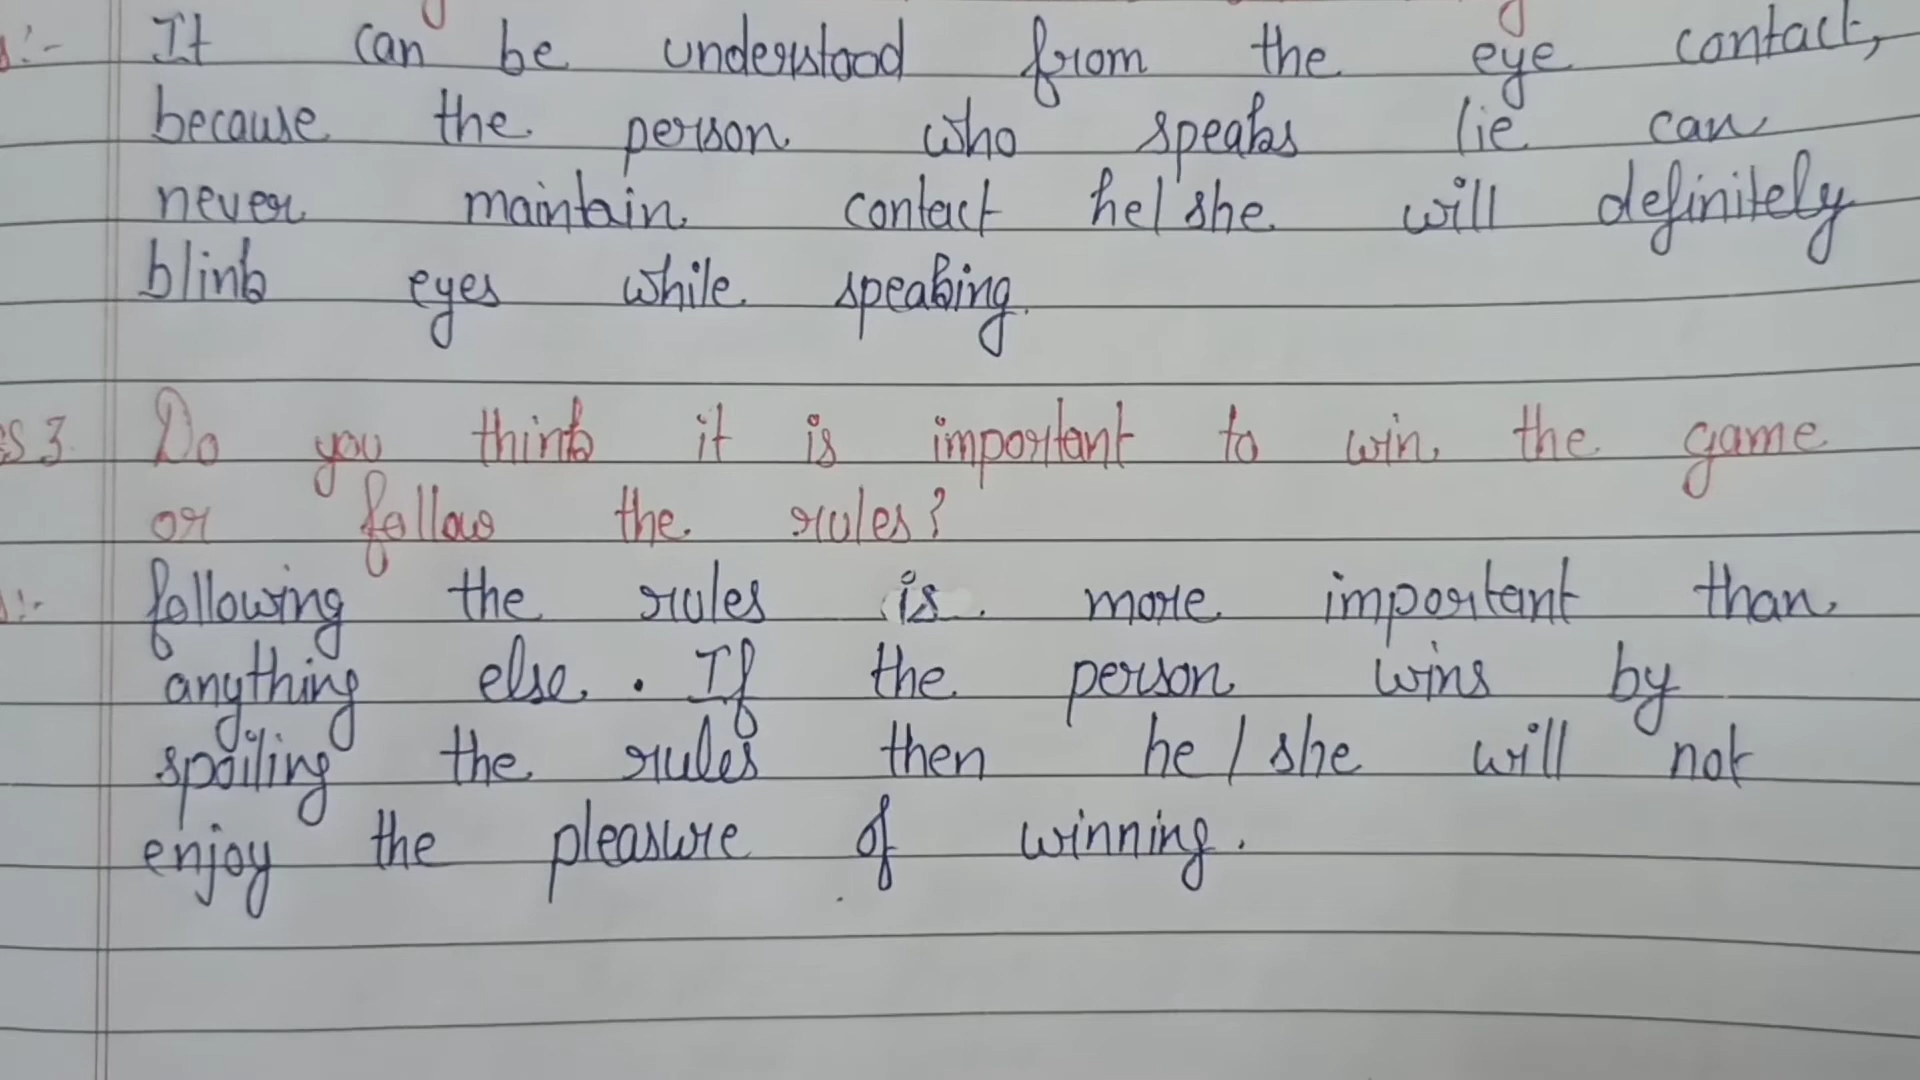 s:- It can be understood from the eye contact,
because the person who speaks lie can
never maintain contact he/she will definitely
blink eyes while speaking.
s 3. Do you think it is important to win the game
or follow the rules?
s:- following the rules is more important than
anything else. If the person wins by
spoiling the rules then he/she will not
enjoy the pleasure of winning.